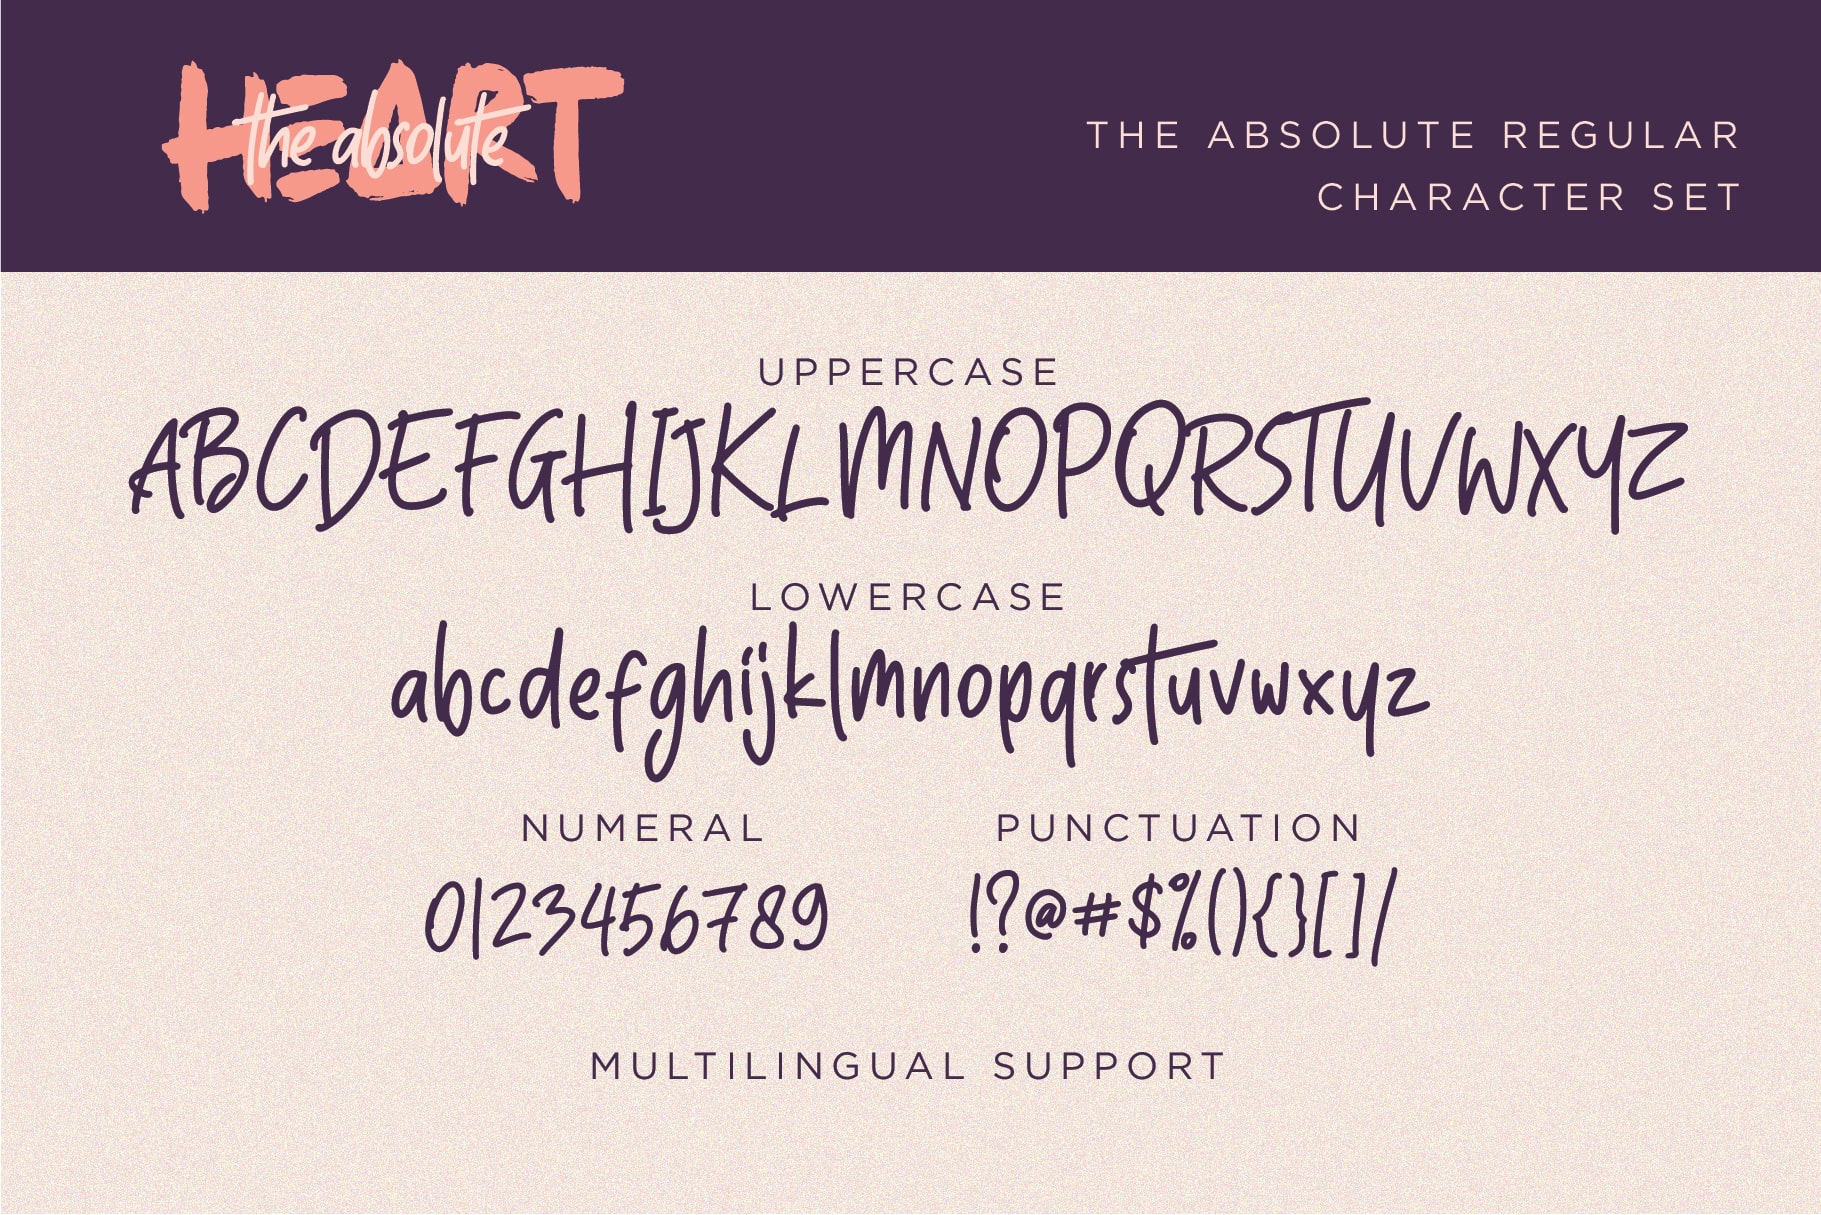 HEART
the absolute
THE ABSOLUTE REGULAR
CHARACTER SET
UPPERCASE
ABCDEFGHIJKLMNOPQRSTUVWXYZ
LOWERCASE
abcdefghijklmnopqrstuvwxyz
NUMERAL
0123456789
PUNCTUATION
!?@#$%(){}[]/
MULTILINGUAL SUPPORT